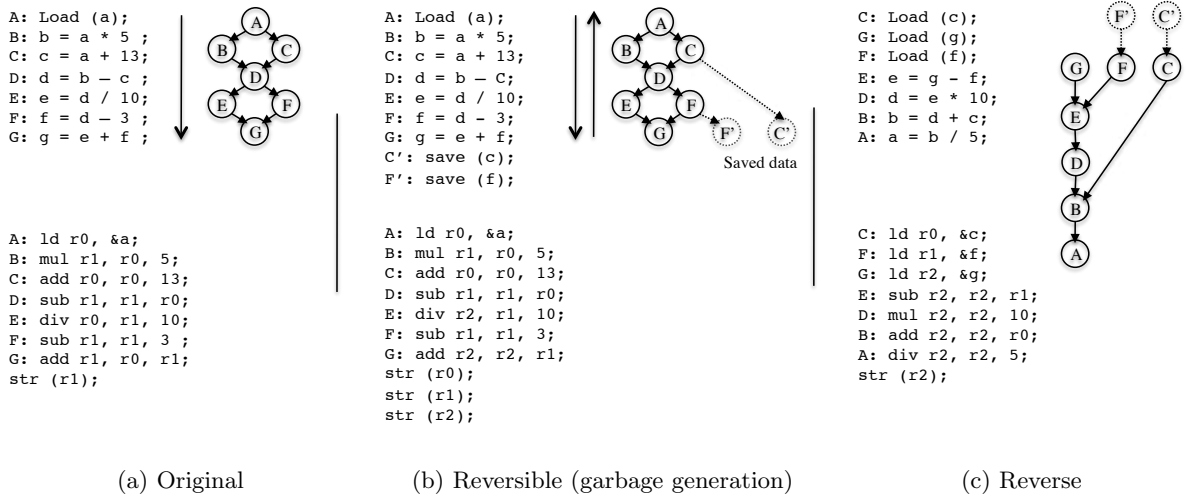 A: Load (a);
B: b = a * 5 ;
C: c = a + 13;
D: d = b – c ;
E: e = d / 10;
F: f = d - 3 ;
G: g = e + f ;
A
B
C
D
E
F
G
A: ld r0, &a;
B: mul r1, r0, 5;
C: add r0, r0, 13;
D: sub r1, r1, r0;
E: div r0, r1, 10;
F: sub r1, r1, 3 ;
G: add r1, r0, r1;
str (r1);
(a) Original
A: Load (a);
B: b = a * 5;
C: c = a + 13;
D: d = b – C;
E: e = d / 10;
F: f = d - 3;
G: g = e + f;
C’: save (c);
F’: save (f);
A
B
C
D
E
F
G
F’
C’
Saved data
A: ld r0, &a;
B: mul r1, r0, 5;
C: add r0, r0, 13;
D: sub r1, r1, r0;
E: div r2, r1, 10;
F: sub r1, r1, 3;
G: add r2, r2, r1;
str (r0);
str (r1);
str (r2);
(b) Reversible (garbage generation)
C: Load (c);
G: Load (g);
F: Load (f);
E: e = g - f;
D: d = e * 10;
B: b = d + c;
A: a = b / 5;
F’
C’
G
F
C
E
D
B
A
C: ld r0, &c;
F: ld r1, &f;
G: ld r2, &g;
E: sub r2, r2, r1;
D: mul r2, r2, 10;
B: add r2, r2, r0;
A: div r2, r2, 5;
str (r2);
(c) Reverse